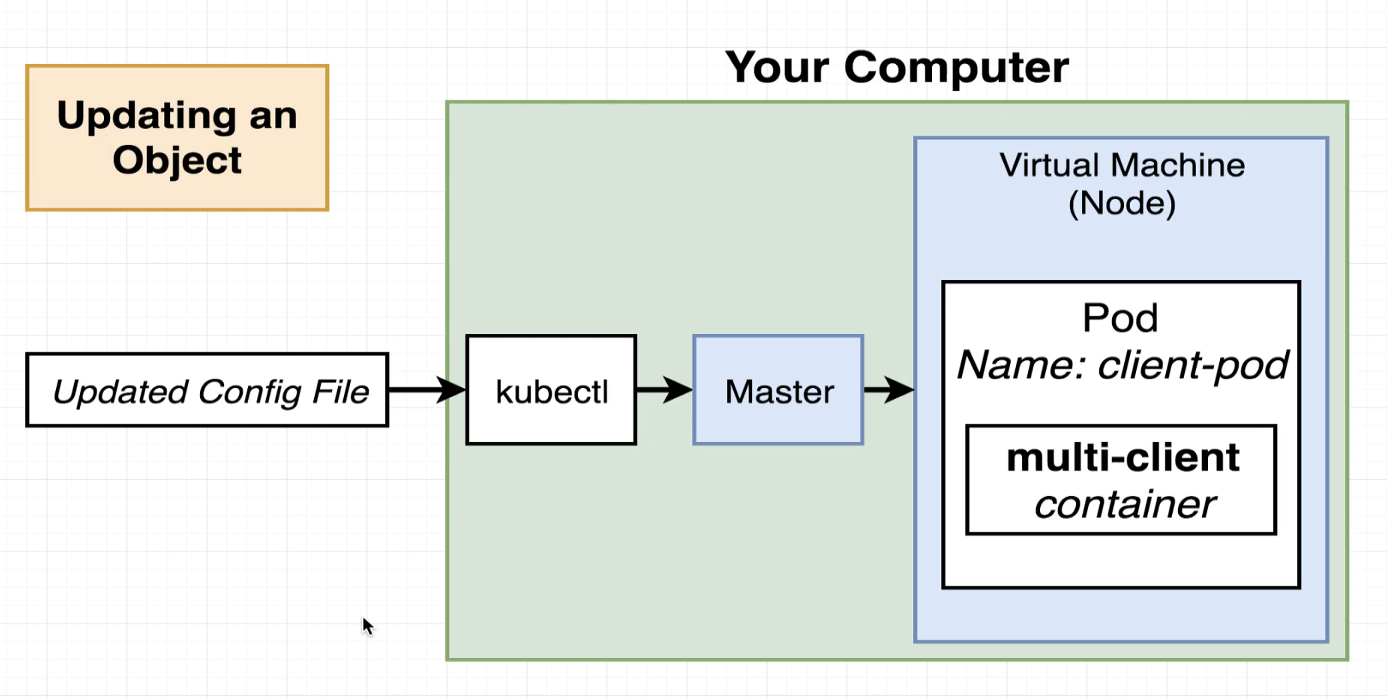 Your Computer
Updating an
Object
Virtual Machine
(Node)
Pod
Name: client-pod
Updated Config File
kubectl
Master
multi-client
container